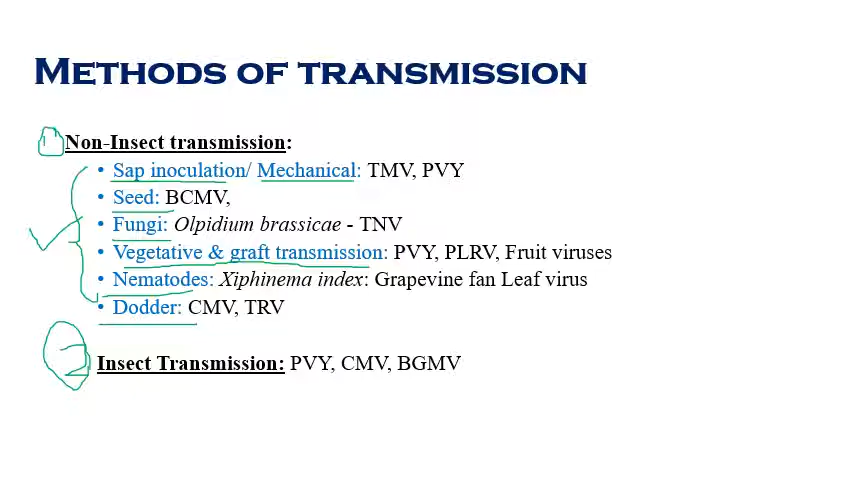 METHODS OF TRANSMISSION
1 Non-Insect transmission:
• Sap inoculation/ Mechanical: TMV, PVY
• Seed: BCMV,
• Fungi: Olpidium brassicae - TNV
• Vegetative & graft transmission: PVY, PLRV, Fruit viruses
• Nematodes: Xiphinema index: Grapevine fan Leaf virus
• Dodder: CMV, TRV
2 Insect Transmission: PVY, CMV, BGMV